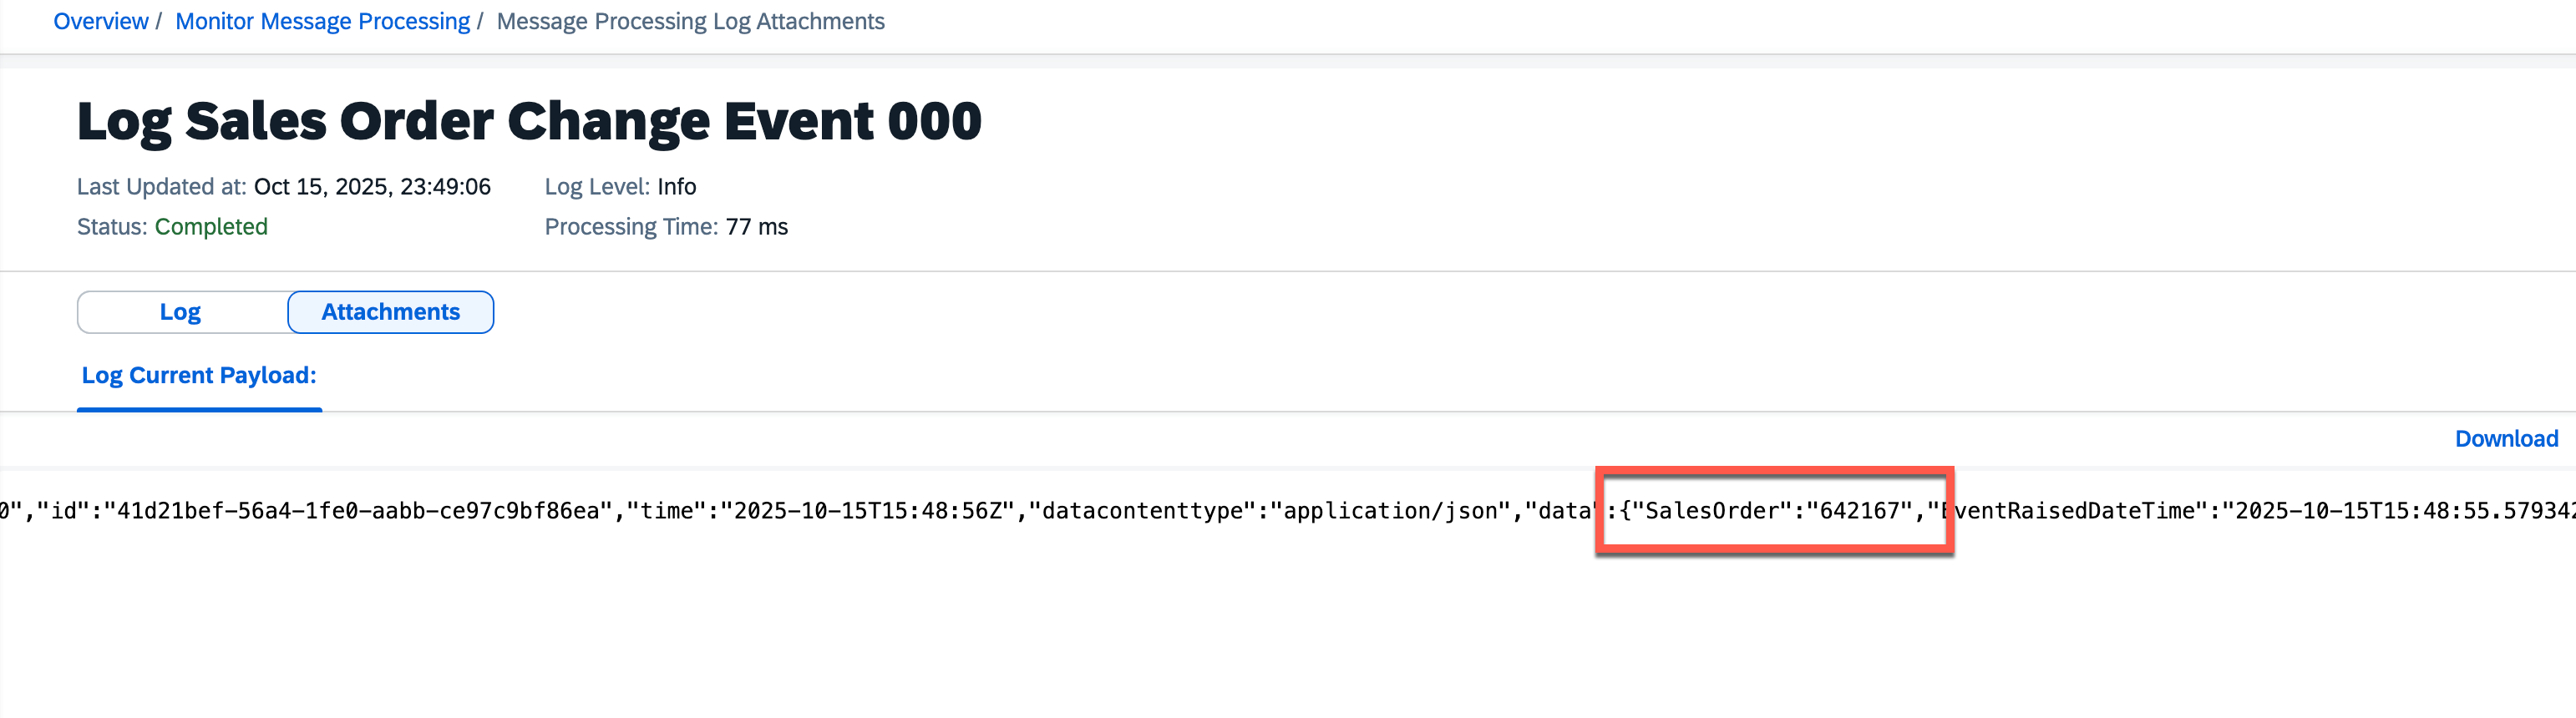 Overview / Monitor Message Processing / Message Processing Log Attachments
Log Sales Order Change Event 000
Last Updated at: Oct 15, 2025, 23:49:06 Log Level: Info
Status: Completed Processing Time: 77 ms
Log Attachments
Log Current Payload:
Download
0","id":"41d21bef-56a4-1fe0-aabb-ce97c9bf86ea","time":"2025-10-15T15:48:56Z","datacontenttype":"application/json","data":{"SalesOrder":"642167","EventRaisedDateTime":"2025-10-15T15:48:55.579342